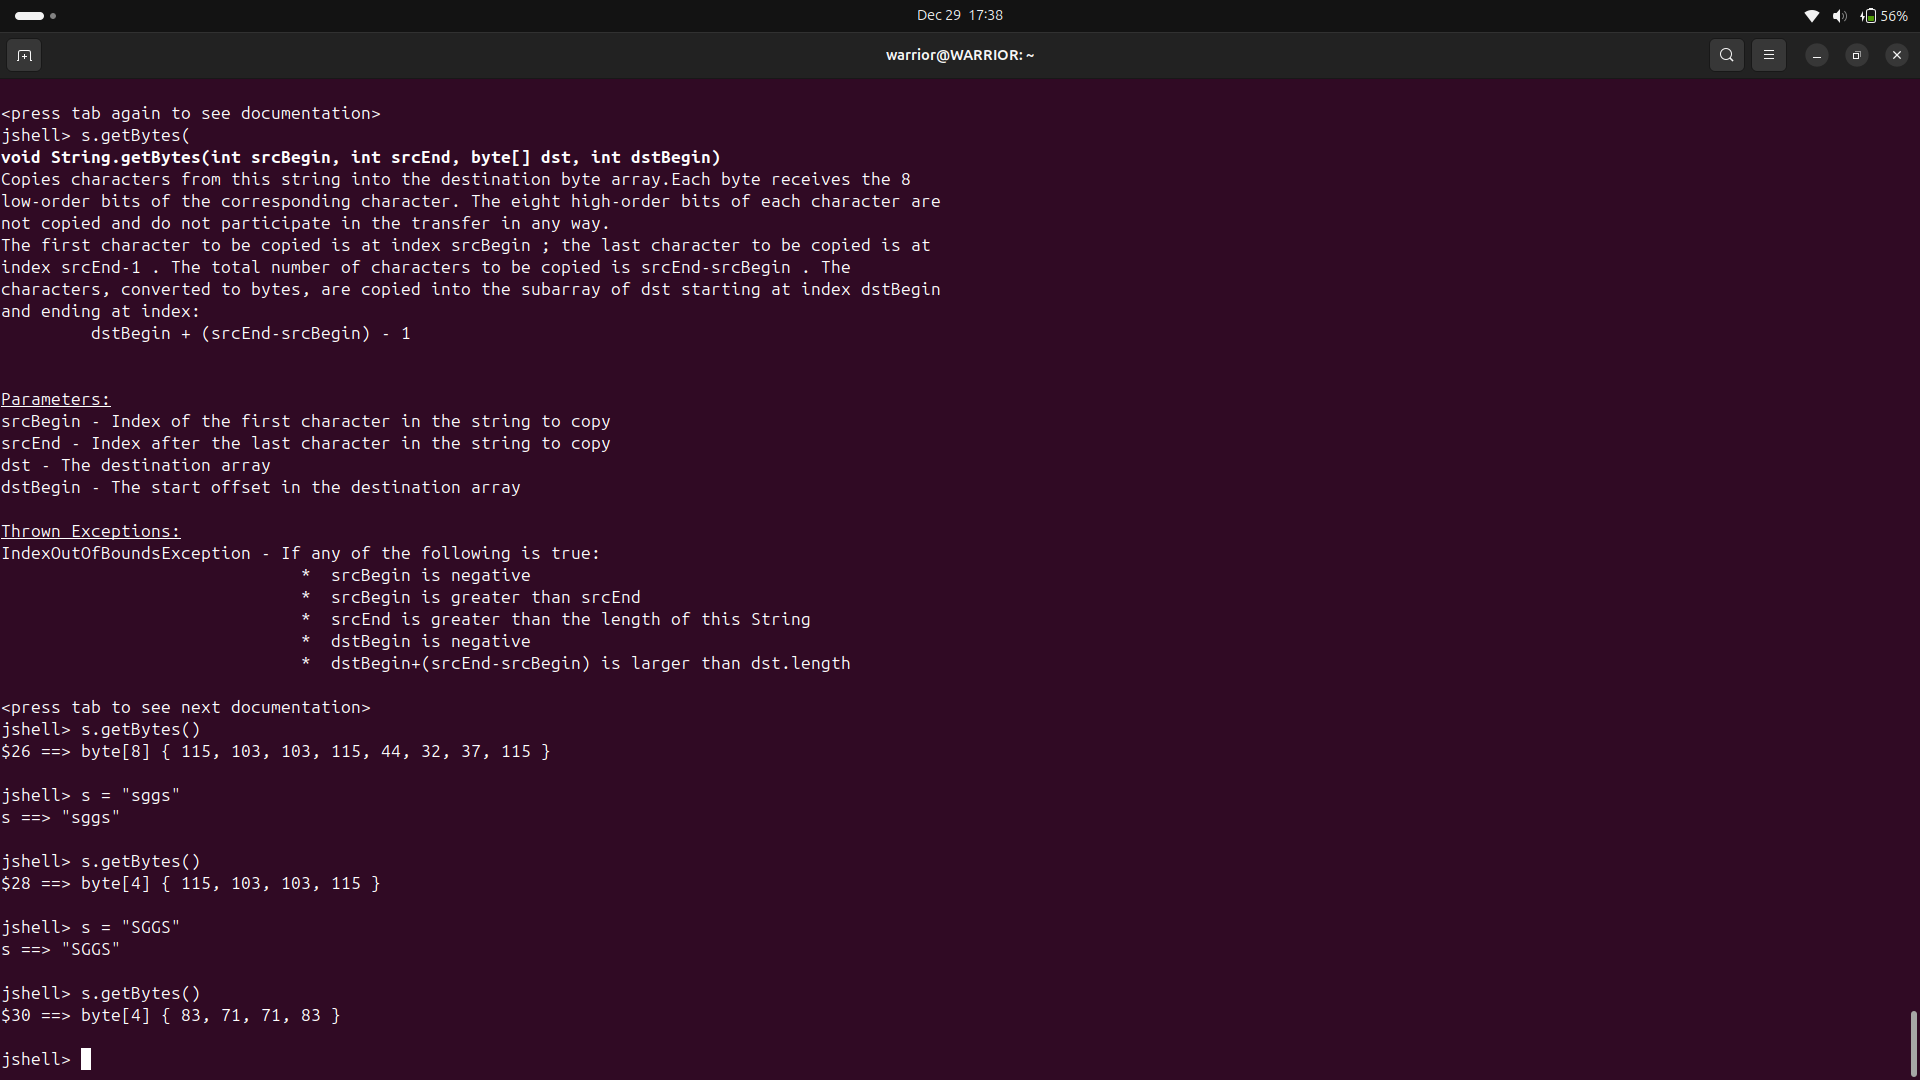 Dec 29 17:38
56%
warrior@WARRIOR: ~
<press tab again to see documentation>
jshell> s.getBytes(
void String.getBytes(int srcBegin, int srcEnd, byte[] dst, int dstBegin)
Copies characters from this string into the destination byte array.Each byte receives the 8
low-order bits of the corresponding character. The eight high-order bits of each character are
not copied and do not participate in the transfer in any way.
The first character to be copied is at index srcBegin ; the last character to be copied is at
index srcEnd-1 . The total number of characters to be copied is srcEnd-srcBegin . The
characters, converted to bytes, are copied into the subarray of dst starting at index dstBegin
and ending at index:
dstBegin + (srcEnd-srcBegin) - 1
Parameters:
srcBegin - Index of the first character in the string to copy
srcEnd - Index after the last character in the string to copy
dst - The destination array
dstBegin - The start offset in the destination array
Thrown Exceptions:
IndexOutOfBoundsException - If any of the following is true:
* srcBegin is negative
* srcBegin is greater than srcEnd
* srcEnd is greater than the length of this String
* dstBegin is negative
* dstBegin+(srcEnd-srcBegin) is larger than dst.length
<press tab to see next documentation>
jshell> s.getBytes()
$26 ==> byte[8] { 115, 103, 103, 115, 44, 32, 37, 115 }
jshell> s = "sggs"
s ==> "sggs"
jshell> s.getBytes()
$28 ==> byte[4] { 115, 103, 103, 115 }
jshell> s = "SGGS"
s ==> "SGGS"
jshell> s.getBytes()
$30 ==> byte[4] { 83, 71, 71, 83 }
jshell>